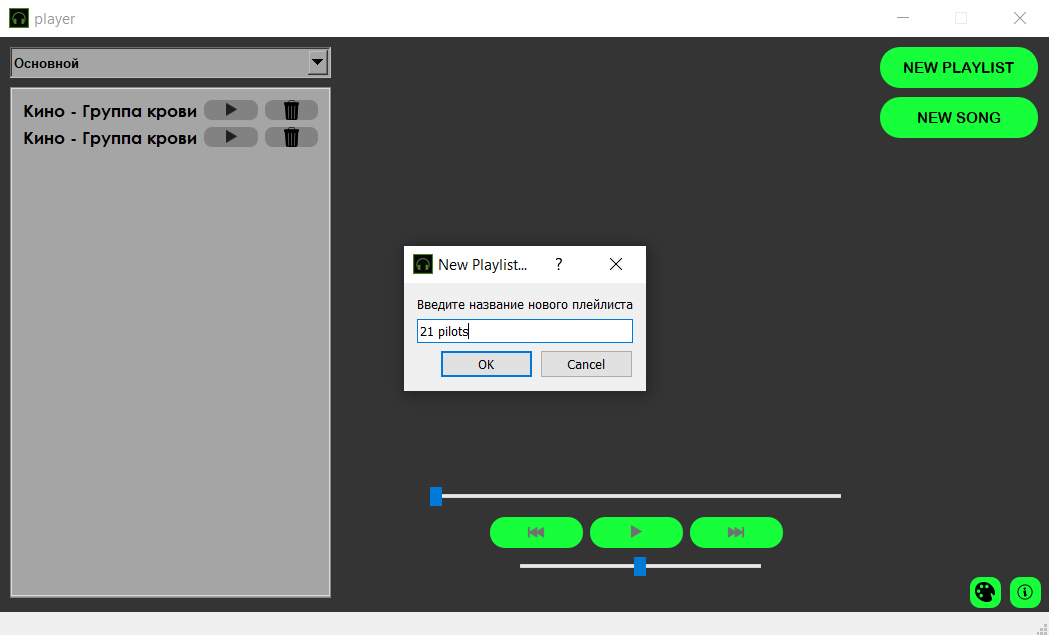 player
Основной
NEW PLAYLIST
NEW SONG
Кино - Группа крови
Кино - Группа крови
New Playlist...
?
Введите название нового плейлиста
21 pilots
OK
Cancel